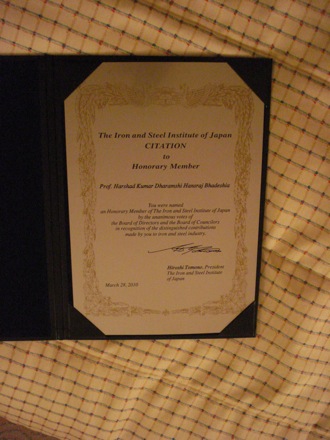 The Iron and Steel Institute of Japan
CITATION
to
Honorary Member
Prof. Harshad Kumar Dharamshi Hansraj Bhadeshia
You were named
an Honorary Member of The Iron and Steel Institute of Japan
by the unanimous votes of
the Board of Directors and the Board of Councilors
in recognition of the distinguished contributions
made by you to iron and steel industry.
Hiroshi Tomono, President
The Iron and Steel Institute
of Japan
March 28, 2010